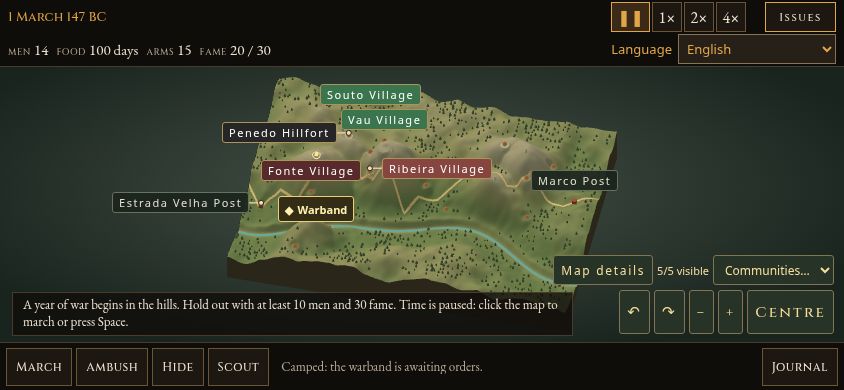 1 March 147 BC
❚❚ 1× 2× 4× Issues
MEN 14 FOOD 100 days ARMS 15 FAME 20 / 30
Language English
Souto Village
Vau Village
Penedo Hillfort
Fonte Village
Ribeira Village
Marco Post
Estrada Velha Post
◆ Warband
Map details 5/5 visible Communities...
A year of war begins in the hills. Hold out with at least 10 men and 30 fame. Time is paused: click the map to
march or press Space.
↶ ↷ − + Centre
March Ambush Hide Scout Camped: the warband is awaiting orders. Journal